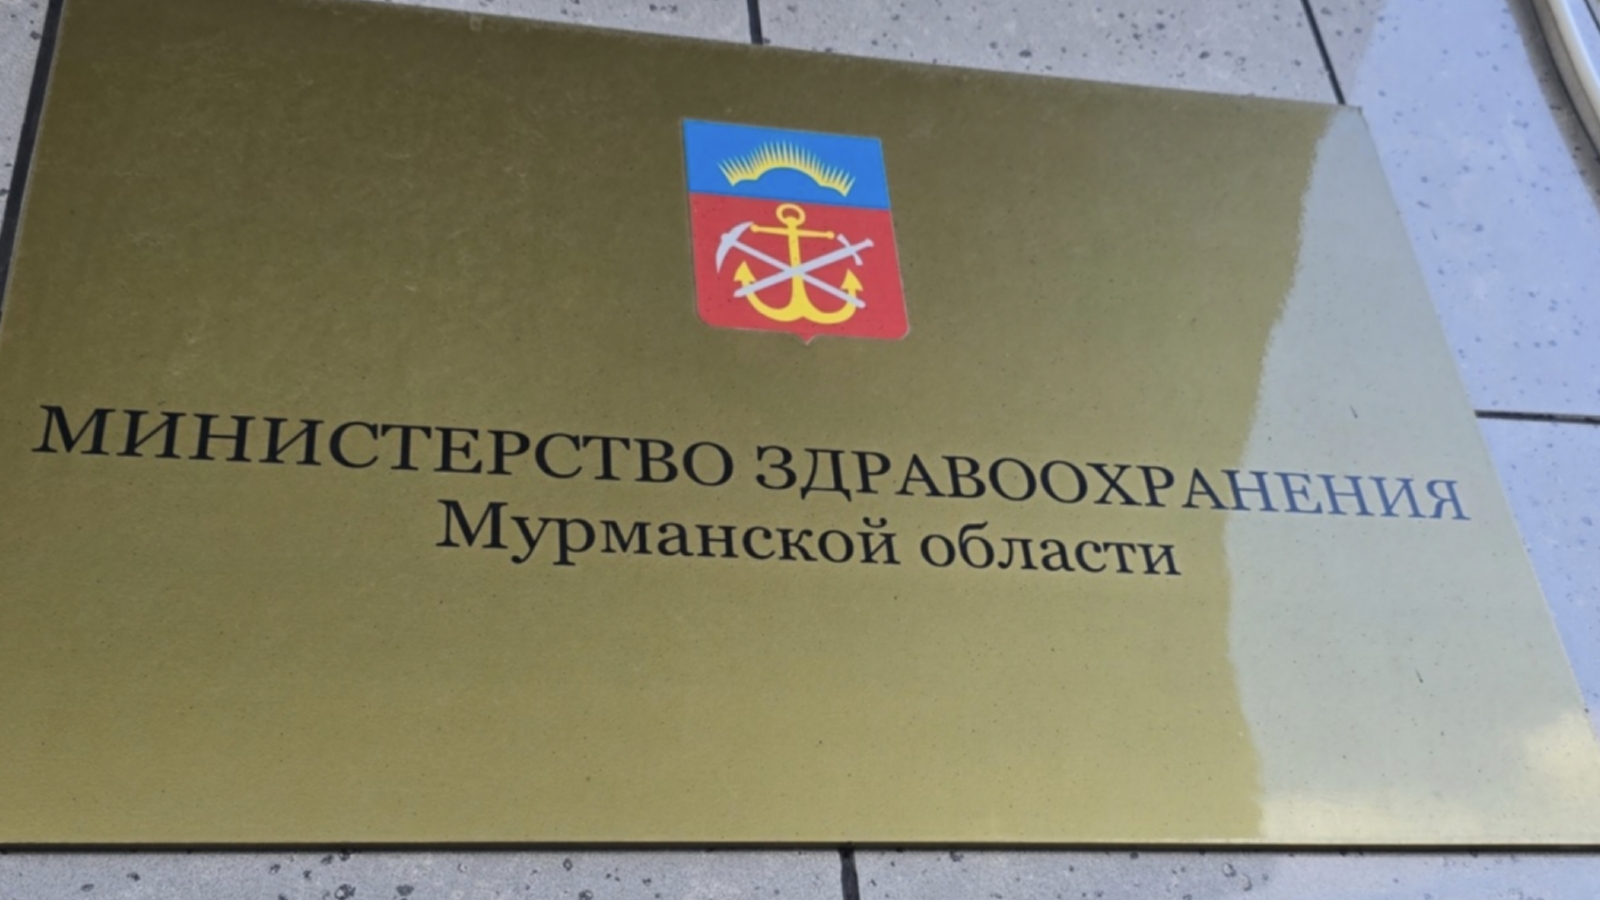 МИНИСТЕРСТВО ЗДРАВООХРАНЕНИЯ
Мурманской области